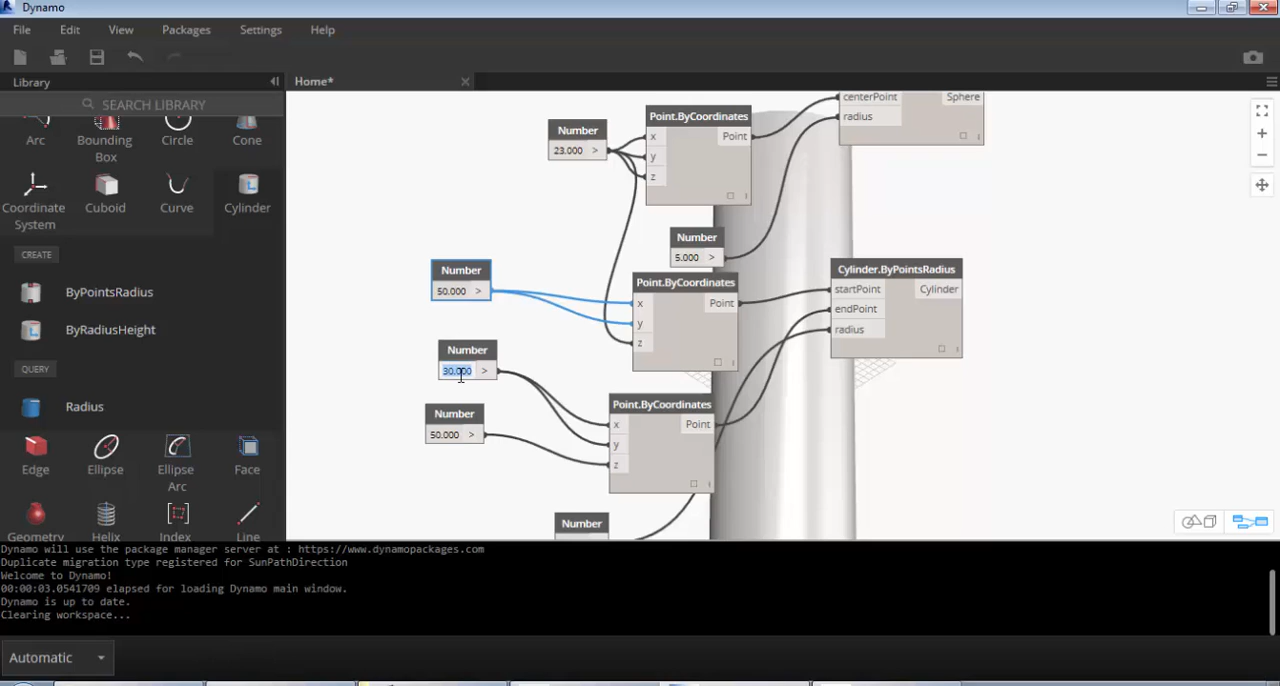 Dynamo
File Edit View Packages Settings Help
Library
Home*
SEARCH LIBRARY
Arc
Bounding
Box
Circle
Cone
Coordinate
System
Cuboid
Curve
Cylinder
CREATE
ByPointsRadius
ByRadiusHeight
QUERY
Radius
Edge
Ellipse
Ellipse
Arc
Face
Geometry
Helix
Index
Line
Number
23.000 >
Point.ByCoordinates
x
y
z
Point
centerPoint
radius
Sphere
Number
5.000 >
Number
50.000 >
Point.ByCoordinates
x
y
z
Point
Cylinder.ByPointsRadius
startPoint
endPoint
radius
Cylinder
Number
30.000 >
Number
50.000 >
Point.ByCoordinates
x
y
z
Point
Number
Dynamo will use the package manager server at : https://www.dynamopackages.com
Duplicate migration type registered for SunPathDirection
Welcome to Dynamo!
00:00:03.0541709 elapsed for loading Dynamo main window.
Dynamo is up to date.
Clearing workspace...
Automatic